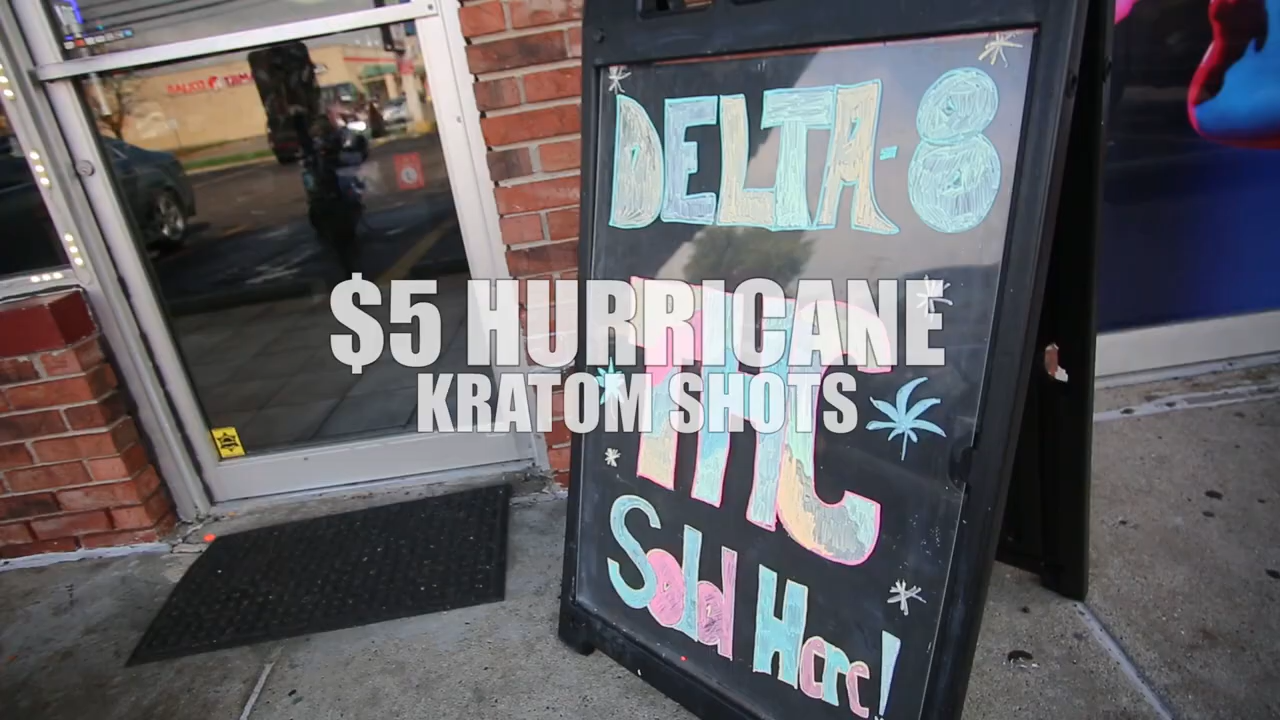 DELTA-8
THC
Sold Here!
$5 HURRICANE
KRATOM SHOTS